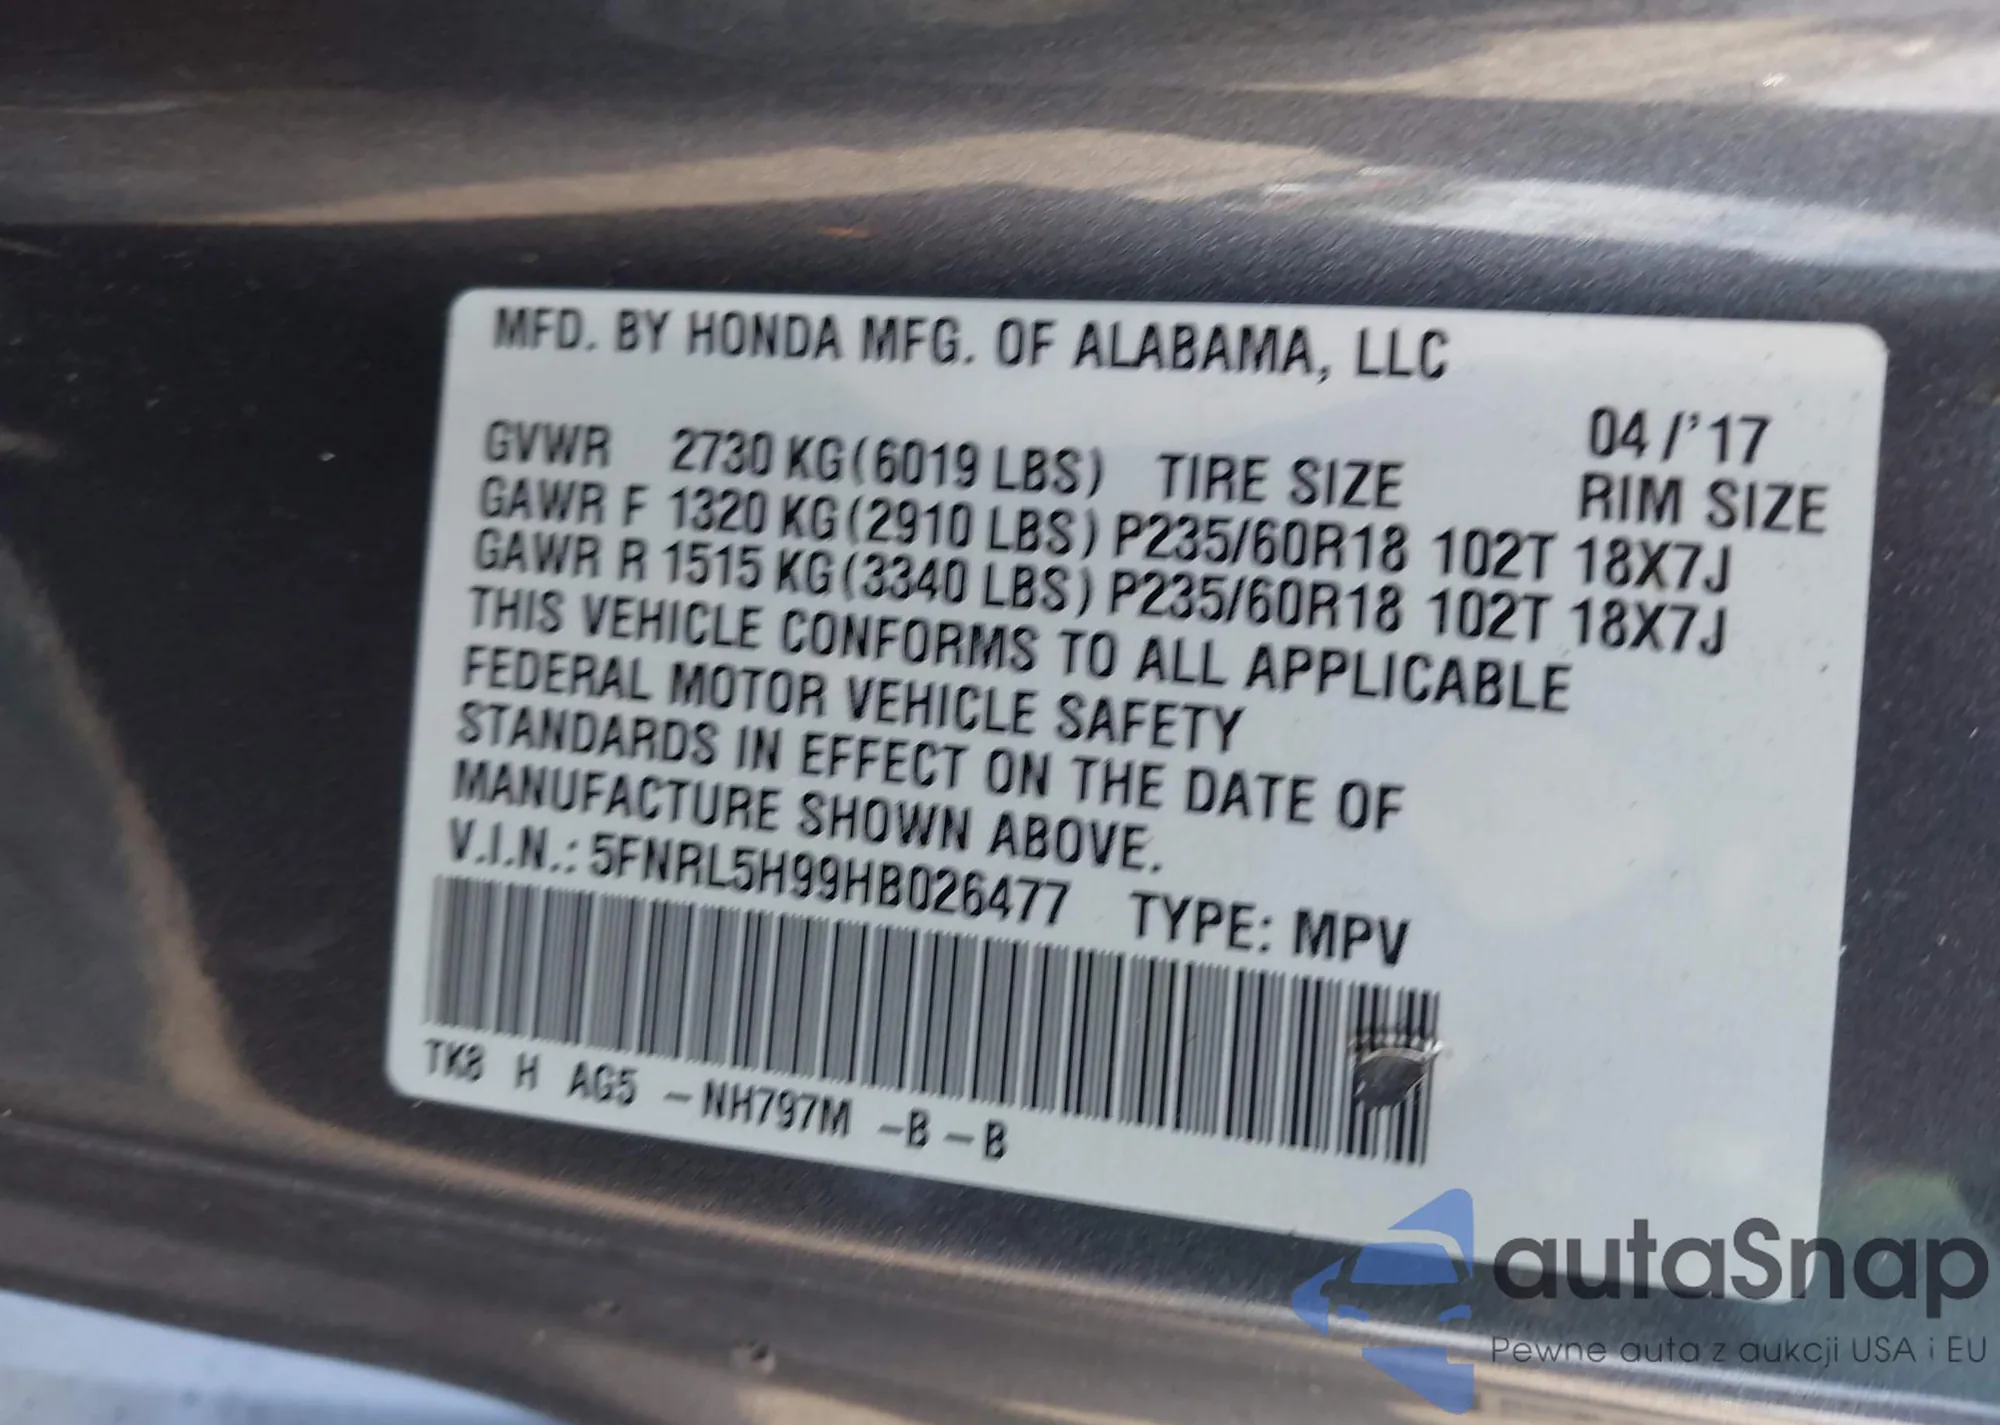 MFD. BY HONDA MFG. OF ALABAMA, LLC
04/'17
GVWR 2730 KG (6019 LBS) TIRE SIZE RIM SIZE
GAWR F 1320 KG (2910 LBS) P235/60R18 102T 18X7J
GAWR R 1515 KG (3340 LBS) P235/60R18 102T 18X7J
THIS VEHICLE CONFORMS TO ALL APPLICABLE
FEDERAL MOTOR VEHICLE SAFETY
STANDARDS IN EFFECT ON THE DATE OF
MANUFACTURE SHOWN ABOVE.
V.I.N.: 5FNRL5H99HB026477 TYPE: MPV
TK8 H AG5 -NH797M -B-B
autaSnap
Pewne auta z aukcji USA i EU